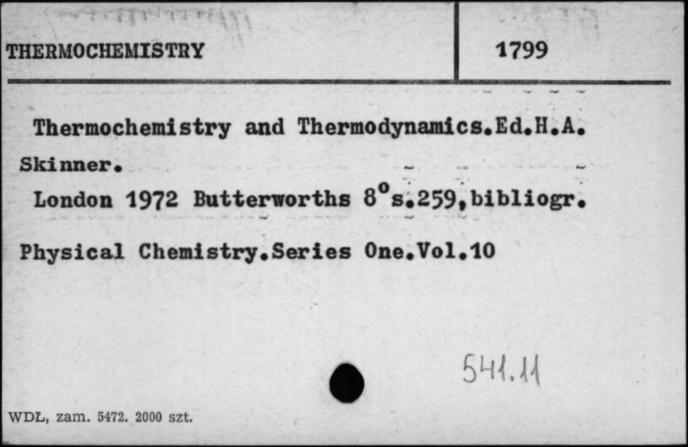 THERMOCHEMISTRY 1799
Thermochemistry and Thermodynamics.Ed.H.A.
Skinner.
London 1972 Butterworths 8°s.259,bibliogr.
Physical Chemistry.Series One.Vol.10
541.11
WDŁ, zam. 5472. 2000 szt.